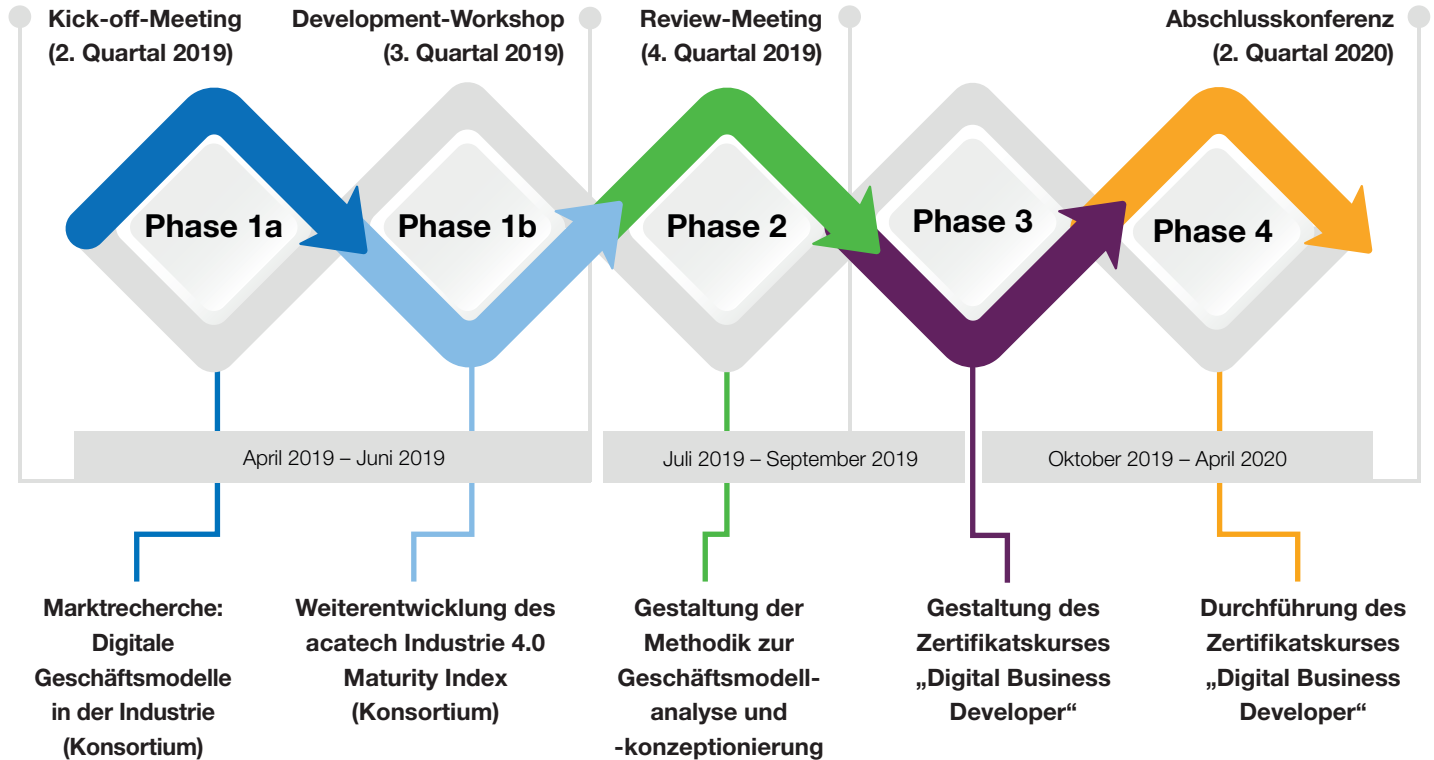 Kick-off-Meeting
(2. Quartal 2019)
Development-Workshop
(3. Quartal 2019)
Review-Meeting
(4. Quartal 2019)
Abschlusskonferenz
(2. Quartal 2020)
Phase 1a
Phase 1b
Phase 2
Phase 3
Phase 4
April 2019 – Juni 2019
Juli 2019 – September 2019
Oktober 2019 – April 2020
Marktrecherche:
Digitale
Geschäftsmodelle
in der Industrie
(Konsortium)
Weiterentwicklung des
acatech Industrie 4.0
Maturity Index
(Konsortium)
Gestaltung der
Methodik zur
Geschäftsmodell-
analyse und
-konzeptionierung
Gestaltung des
Zertifikatskurses
„Digital Business
Developer“
Durchführung des
Zertifikatskurses
„Digital Business
Developer“